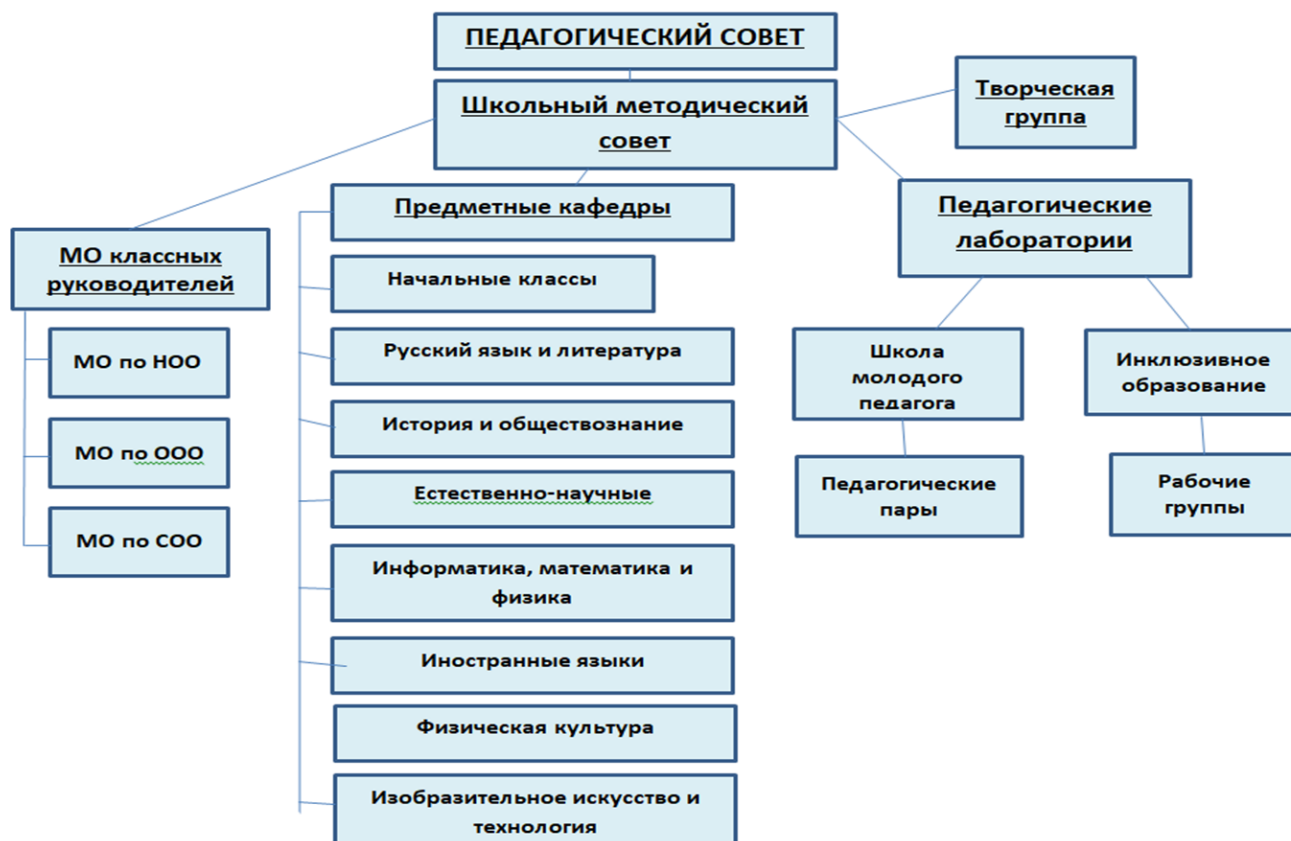 ПЕДАГОГИЧЕСКИЙ СОВЕТ
Школьный методический
совет
Творческая
группа
Предметные кафедры
Педагогические
лаборатории
МО классных
руководителей
МО по НОО
МО по ООО
МО по СОО
Начальные классы
Русский язык и литература
История и обществознание
Естественно-научные
Информатика, математика и
физика
Иностранные языки
Физическая культура
Изобразительное искусство и
технология
Школа
молодого
педагога
Педагогические
пары
Инклюзивное
образование
Рабочие
группы